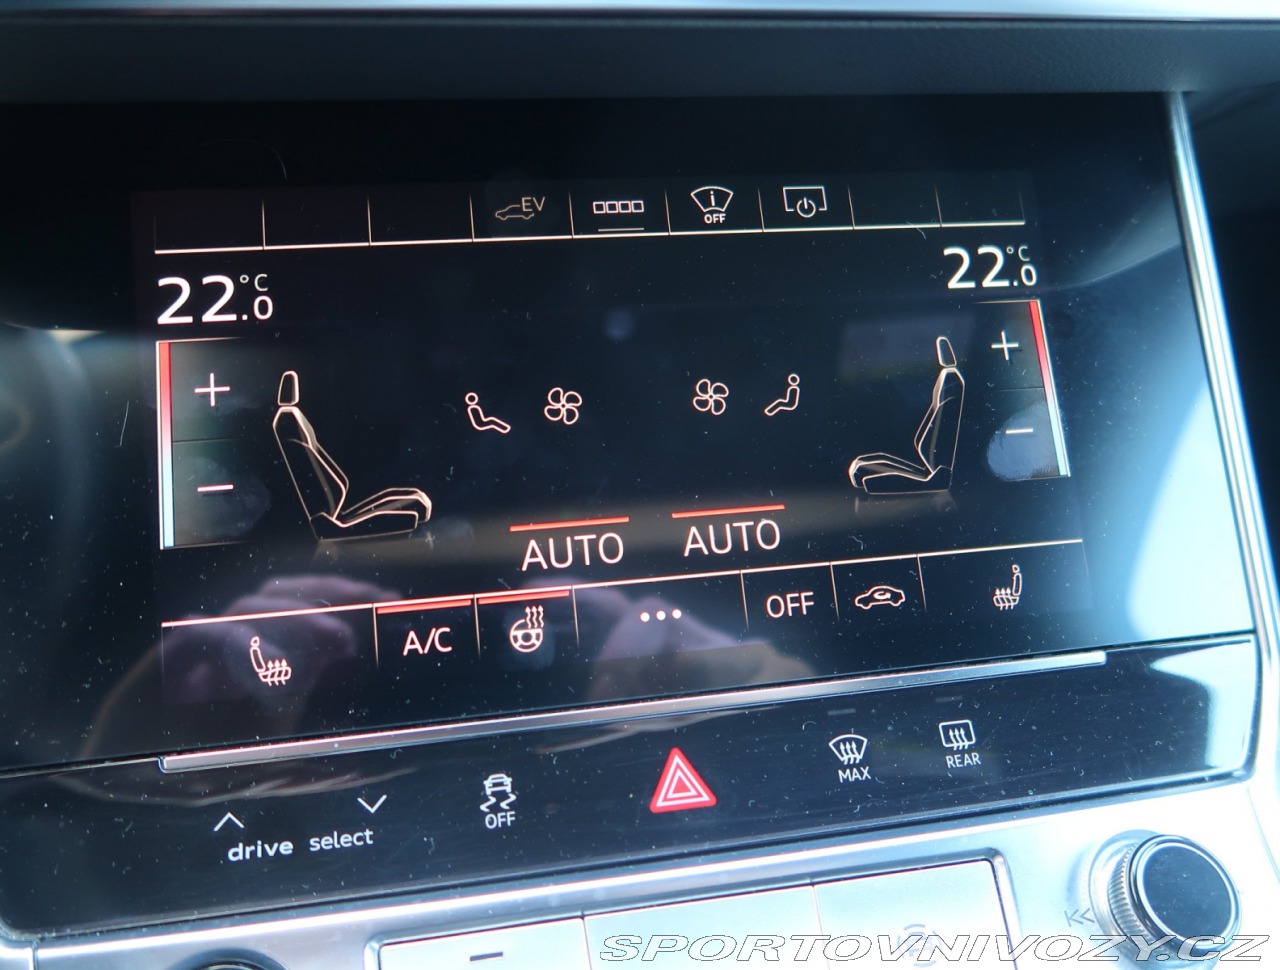 EV
i
OFF
22.0 °C
22.0 °C
+
+
−
−
AUTO
AUTO
A/C
...
OFF
MAX
REAR
OFF
drive select
SPORTOVNIVOZY.CZ